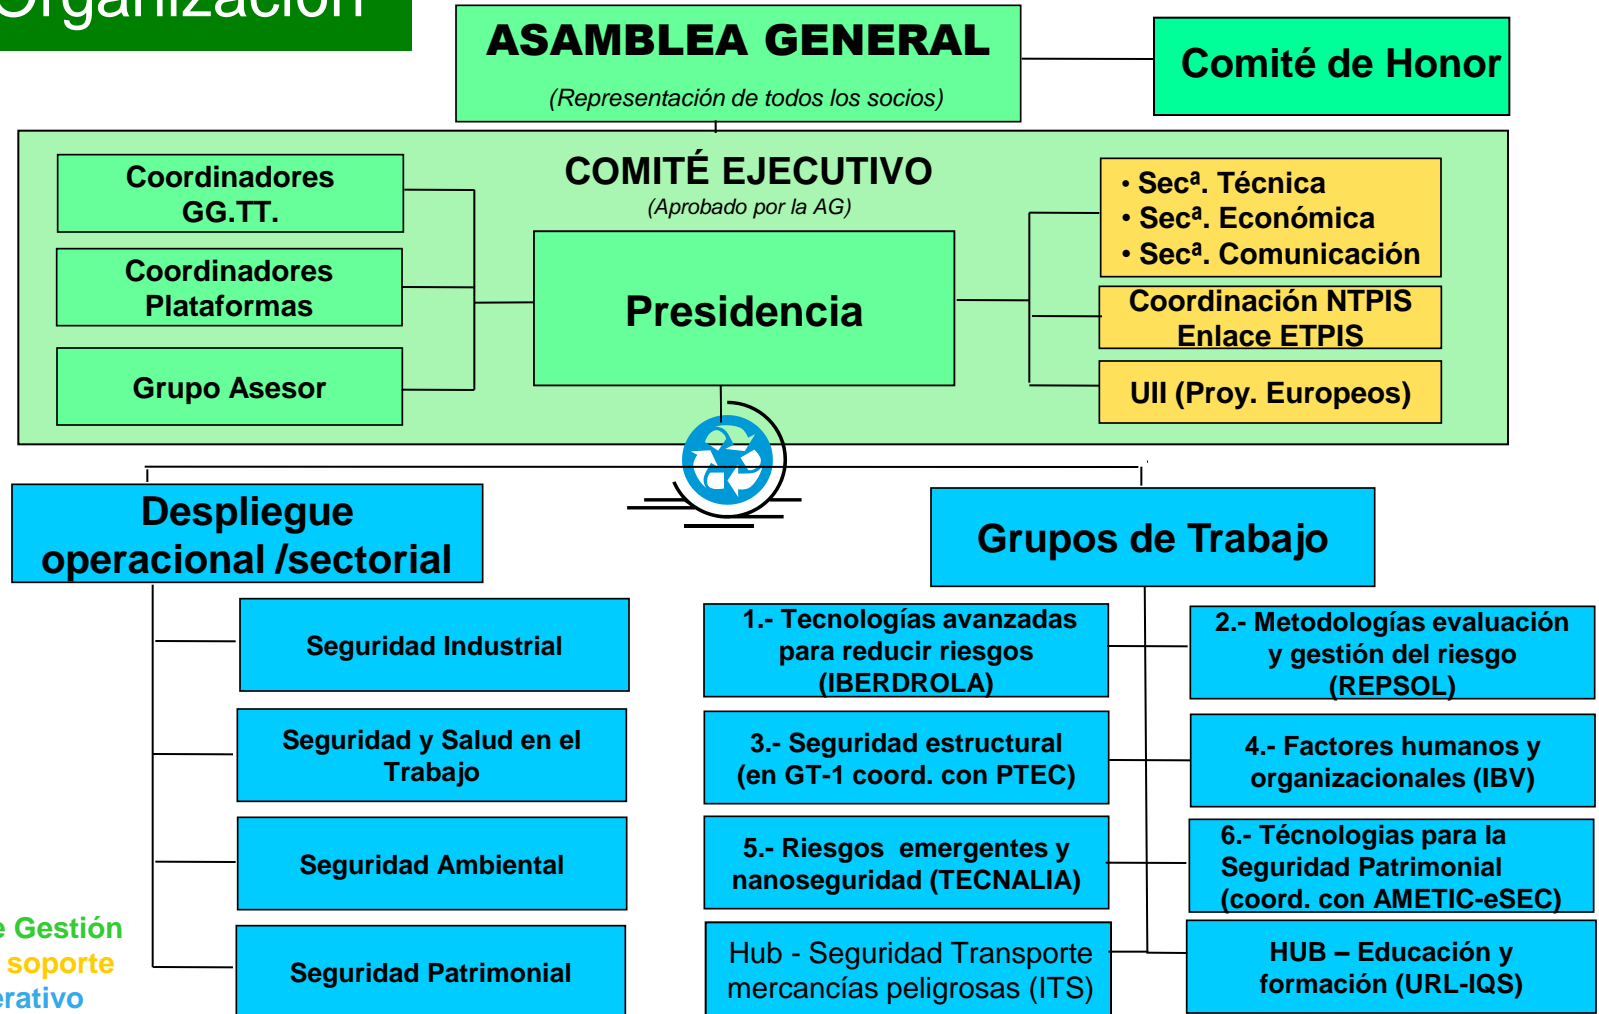 Organización
ASAMBLEA GENERAL
(Representación de todos los socios)
Comité de Honor
COMITÉ EJECUTIVO
(Aprobado por la AG)
Coordinadores
GG.TT.
Coordinadores
Plataformas
Grupo Asesor
Presidencia
• Secª. Técnica
• Secª. Económica
• Secª. Comunicación
Coordinación NTPIS
Enlace ETPIS
UII (Proy. Europeos)
Despliegue
operacional /sectorial
Grupos de Trabajo
Seguridad Industrial
Seguridad y Salud en el
Trabajo
Seguridad Ambiental
Seguridad Patrimonial
1.- Tecnologías avanzadas
para reducir riesgos
(IBERDROLA)
2.- Metodologías evaluación
y gestión del riesgo
(REPSOL)
3.- Seguridad estructural
(en GT-1 coord. con PTEC)
4.- Factores humanos y
organizacionales (IBV)
5.- Riesgos emergentes y
nanoseguridad (TECNALIA)
6.- Técnologias para la
Seguridad Patrimonial
(coord. con AMETIC-eSEC)
Hub - Seguridad Transporte
mercancías peligrosas (ITS)
HUB – Educación y
formación (URL-IQS)
e Gestión
soporte
erativo